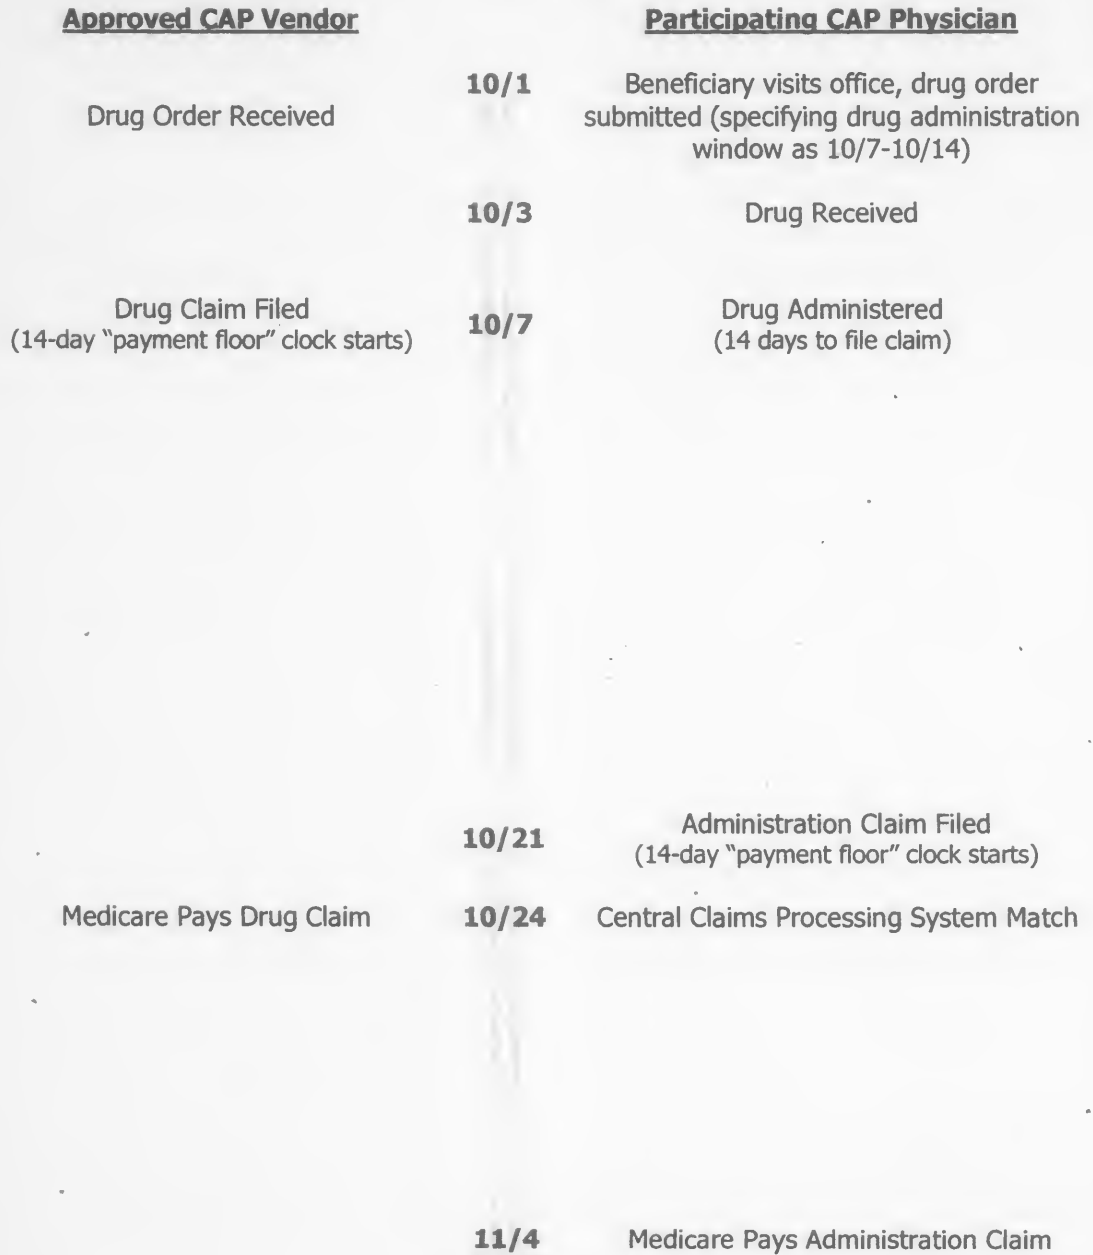 Approved CAP Vendor
Participating CAP Physician
10/1
Beneficiary visits office, drug order
Drug Order Received
submitted (specifying drug administration
window as 10/7-10/14)
10/3
Drug Received
Drug Claim Filed
(14-day "payment floor" clock starts)
10/7
Drug Administered
(14 days to file claim)
10/21
Administration Claim Filed
(14-day "payment floor" clock starts)
Medicare Pays Drug Claim
10/24
Central Claims Processing System Match
11/4
Medicare Pays Administration Claim